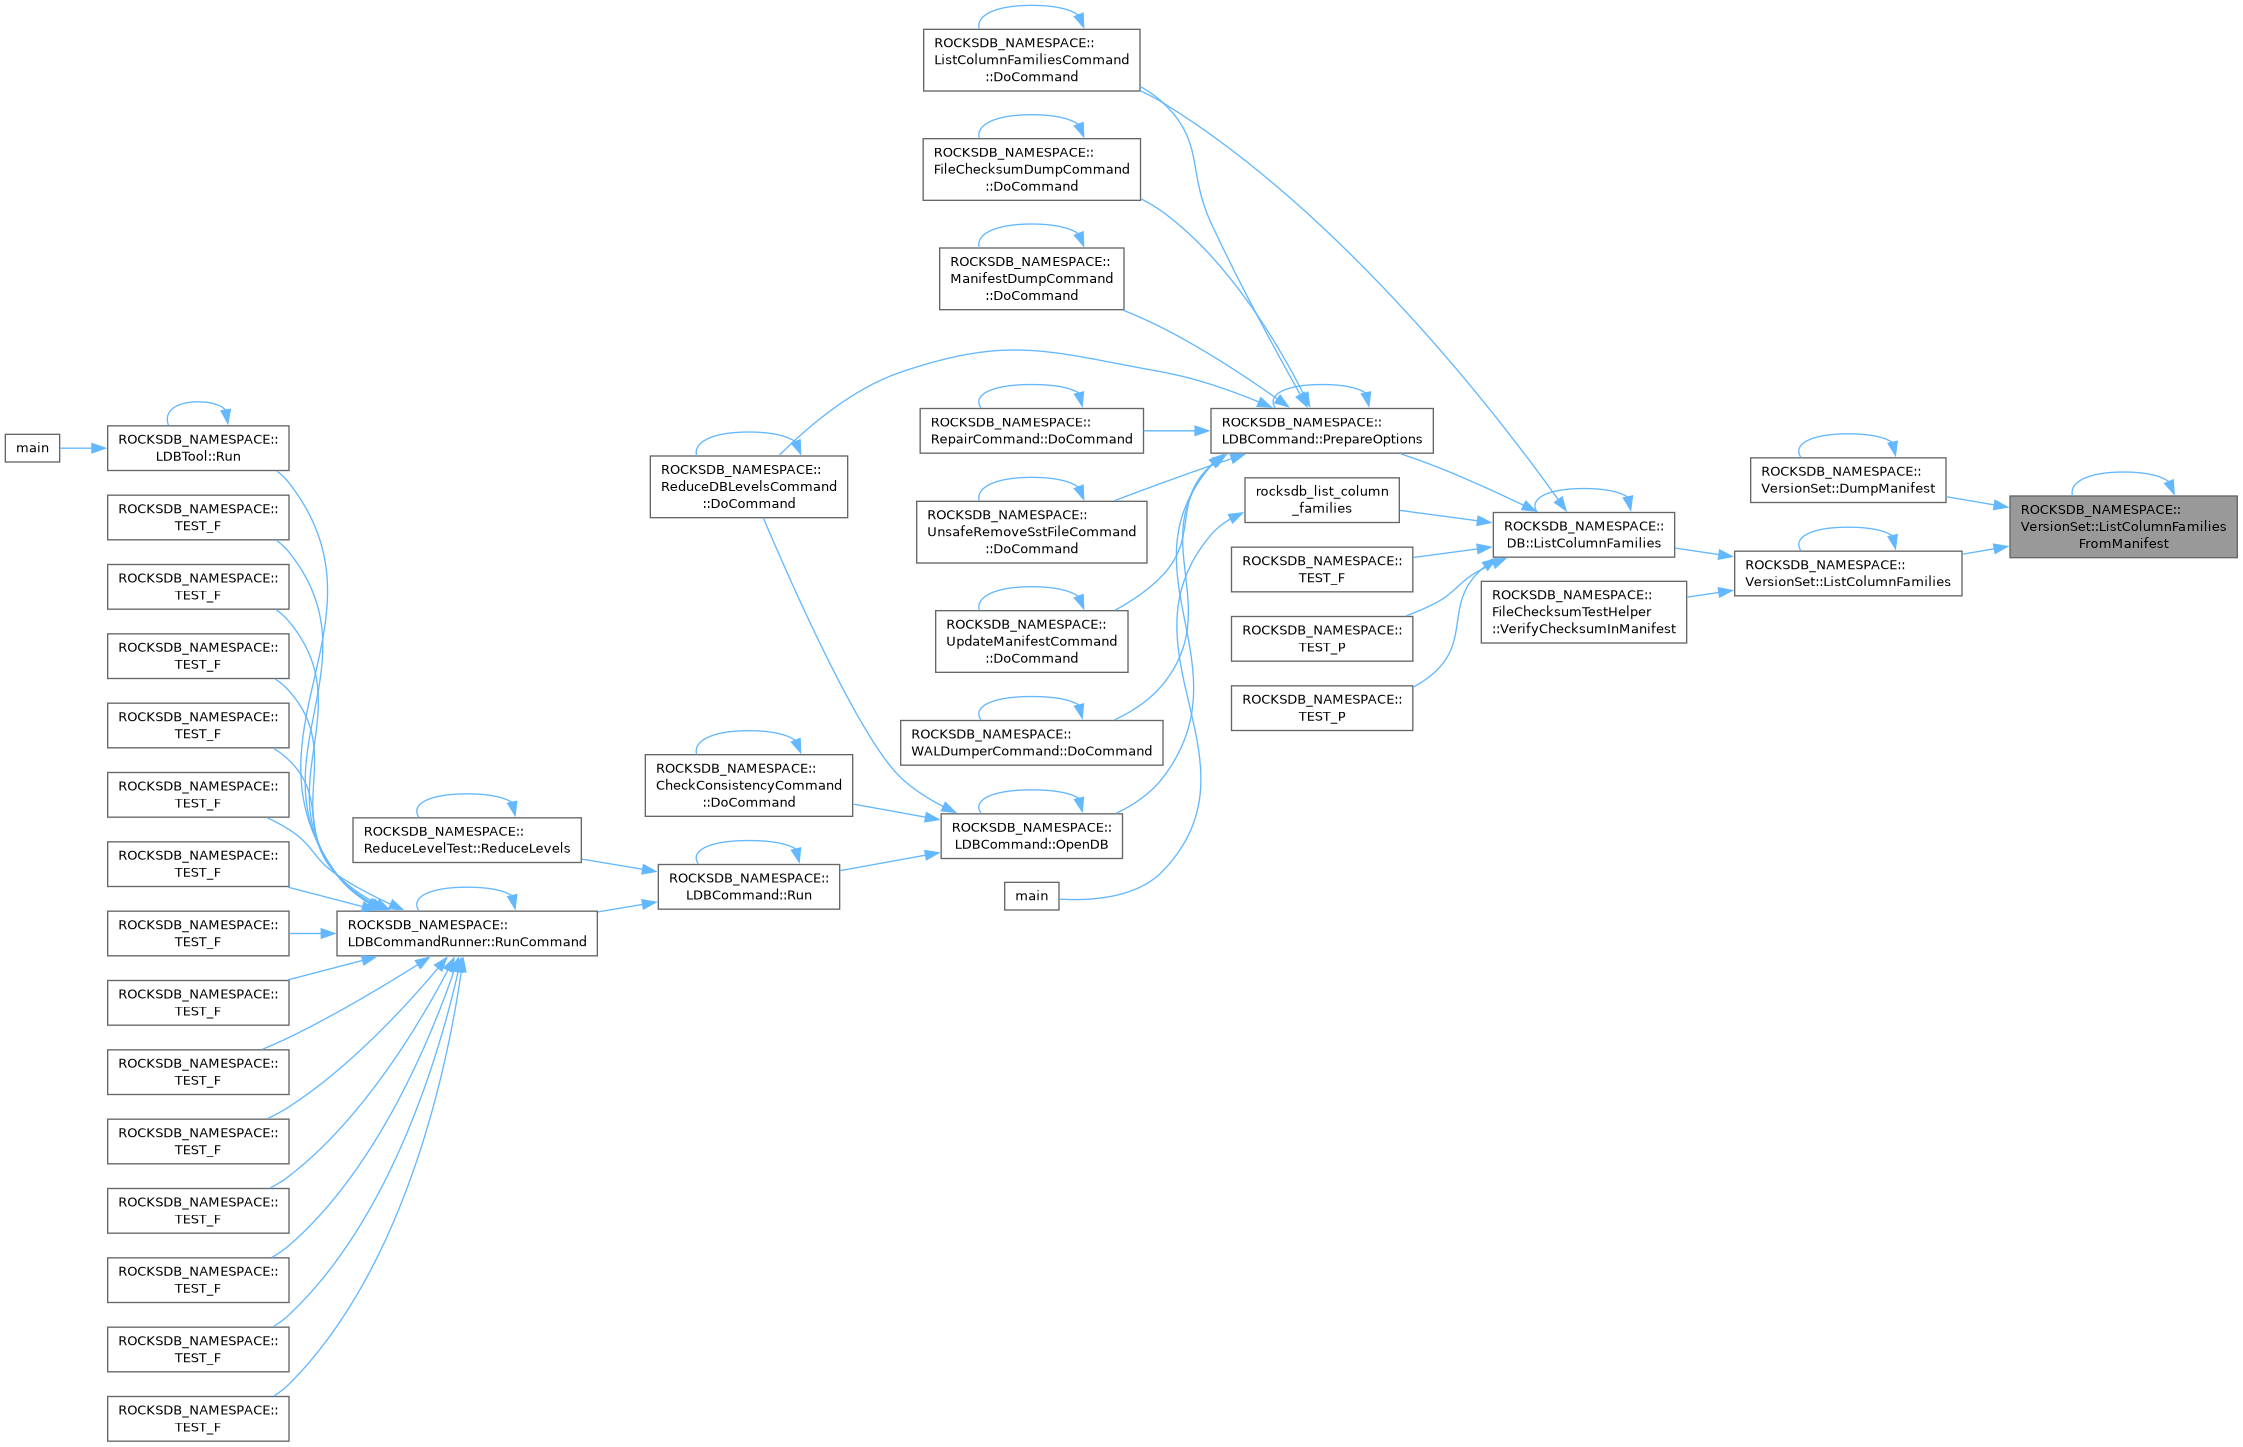 ROCKSDB_NAMESPACE::
ListColumnFamiliesCommand
::DoCommand
ROCKSDB_NAMESPACE::
FileChecksumDumpCommand
::DoCommand
ROCKSDB_NAMESPACE::
ManifestDumpCommand
::DoCommand
main
ROCKSDB_NAMESPACE::
LDBTool::Run
ROCKSDB_NAMESPACE::
ReduceDBLevelsCommand
::DoCommand
ROCKSDB_NAMESPACE::
RepairCommand::DoCommand
ROCKSDB_NAMESPACE::
LDBCommand::PrepareOptions
ROCKSDB_NAMESPACE::
UnsafeRemoveSstFileCommand
::DoCommand
rocksdb_list_column
_families
ROCKSDB_NAMESPACE::
DB::ListColumnFamilies
ROCKSDB_NAMESPACE::
VersionSet::DumpManifest
ROCKSDB_NAMESPACE::
VersionSet::ListColumnFamilies
FromManifest
ROCKSDB_NAMESPACE::
VersionSet::ListColumnFamilies
ROCKSDB_NAMESPACE::
FileChecksumTestHelper
::VerifyChecksumInManifest
ROCKSDB_NAMESPACE::
TEST_F
ROCKSDB_NAMESPACE::
TEST_P
ROCKSDB_NAMESPACE::
TEST_P
ROCKSDB_NAMESPACE::
UpdateManifestCommand
::DoCommand
ROCKSDB_NAMESPACE::
WALDumperCommand::DoCommand
ROCKSDB_NAMESPACE::
CheckConsistencyCommand
::DoCommand
ROCKSDB_NAMESPACE::
LDBCommand::OpenDB
main
ROCKSDB_NAMESPACE::
LDBCommand::Run
ROCKSDB_NAMESPACE::
ReduceLevelTest::ReduceLevels
ROCKSDB_NAMESPACE::
LDBCommandRunner::RunCommand
ROCKSDB_NAMESPACE::
TEST_F
ROCKSDB_NAMESPACE::
TEST_F
ROCKSDB_NAMESPACE::
TEST_F
ROCKSDB_NAMESPACE::
TEST_F
ROCKSDB_NAMESPACE::
TEST_F
ROCKSDB_NAMESPACE::
TEST_F
ROCKSDB_NAMESPACE::
TEST_F
ROCKSDB_NAMESPACE::
TEST_F
ROCKSDB_NAMESPACE::
TEST_F
ROCKSDB_NAMESPACE::
TEST_F
ROCKSDB_NAMESPACE::
TEST_F
ROCKSDB_NAMESPACE::
TEST_F
ROCKSDB_NAMESPACE::
TEST_F
ROCKSDB_NAMESPACE::
TEST_F